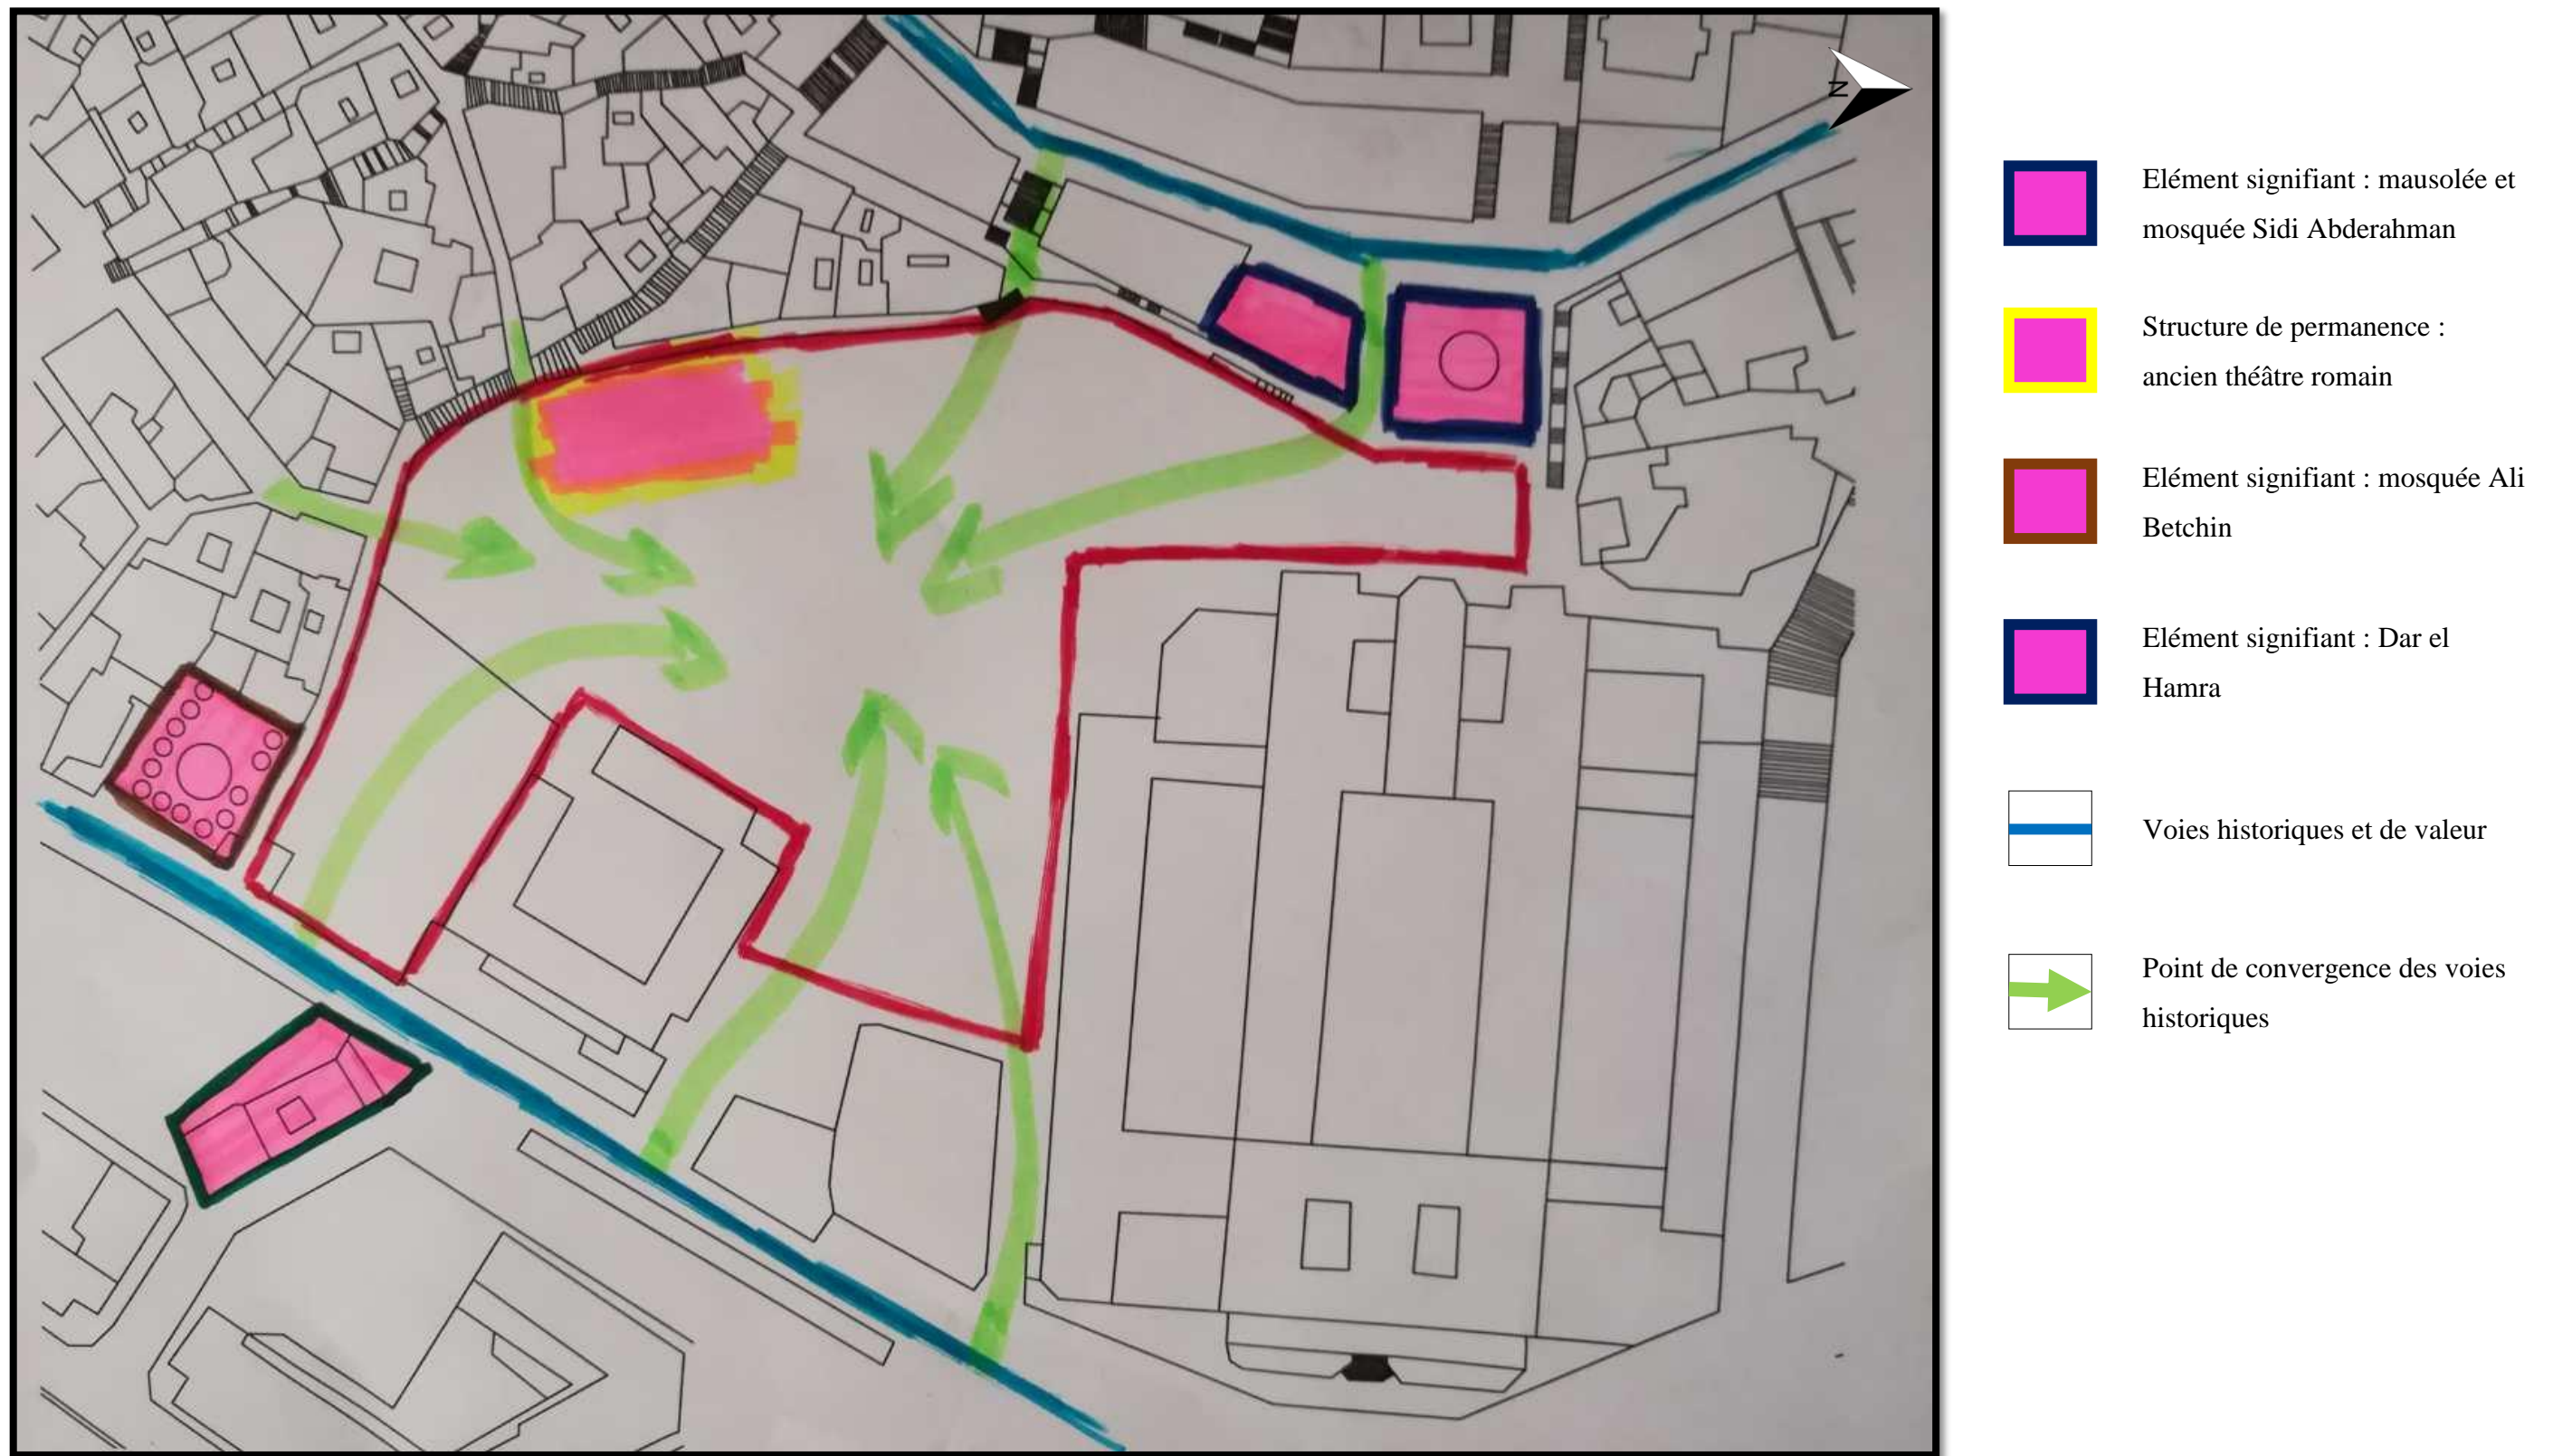 N
Elément signifiant : mausolée et
mosquée Sidi Abderahman
Structure de permanence :
ancien théâtre romain
Elément signifiant : mosquée Ali
Betchin
Elément signifiant : Dar el
Hamra
Voies historiques et de valeur
Point de convergence des voies
historiques